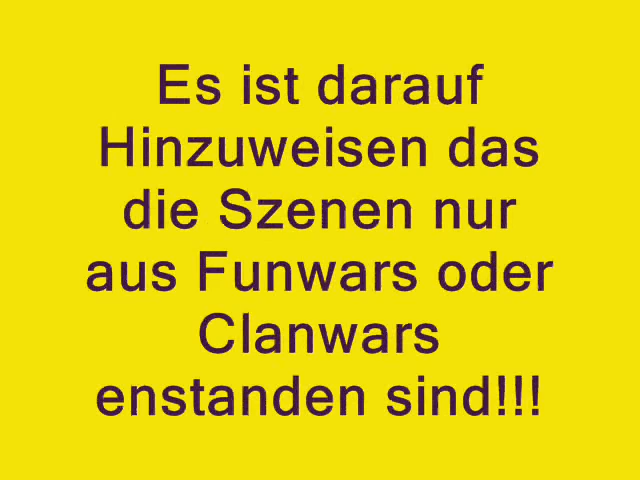 Es ist darauf
Hinzuweisen das
die Szenen nur
aus Funwars oder
Clanwars
enstanden sind!!!